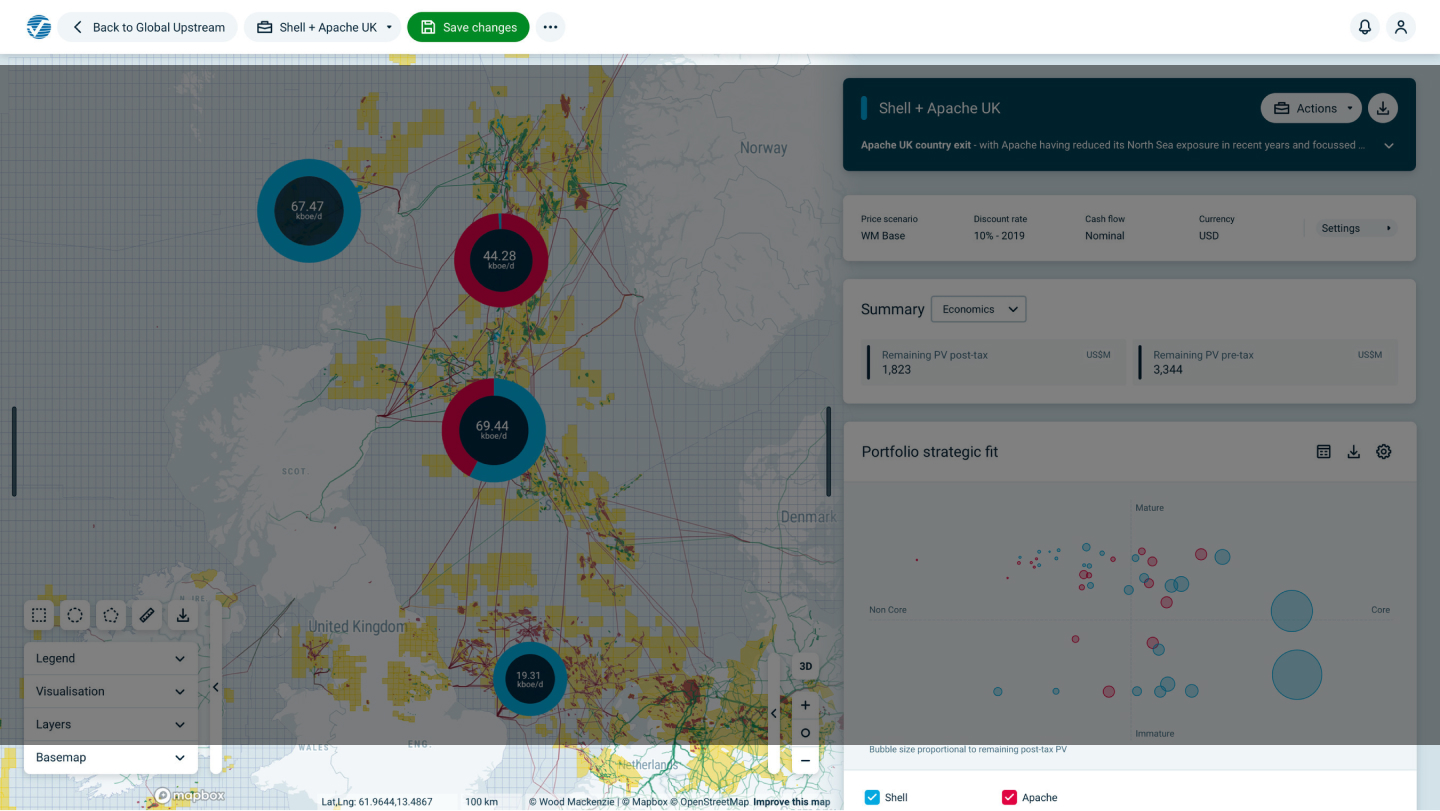 Back to Global Upstream
Shell + Apache UK
Save changes
Norway
67.47
kboe/d
44.28
kboe/d
69.44
kboe/d
SCOT
Denmark
N. IRE
United Kingdom
19.31
kboe/d
WALES
ENG.
Netherlands
Legend
Visualisation
Layers
Basemap
3D
mapbox
Lat,Lng: 61.9644,13.4867
100 km
© Wood Mackenzie | © Mapbox © OpenStreetMap Improve this map
Shell + Apache UK
Actions
Apache UK country exit - with Apache having reduced its North Sea exposure in recent years and focussed ...
Price scenario
WM Base
Discount rate
10% - 2019
Cash flow
Nominal
Currency
USD
Settings
Summary
Economics
Remaining PV post-tax
US$M
1,823
Remaining PV pre-tax
US$M
3,344
Portfolio strategic fit
Mature
Non Core
Core
Immature
Bubble size proportional to remaining post-tax PV
Shell
Apache